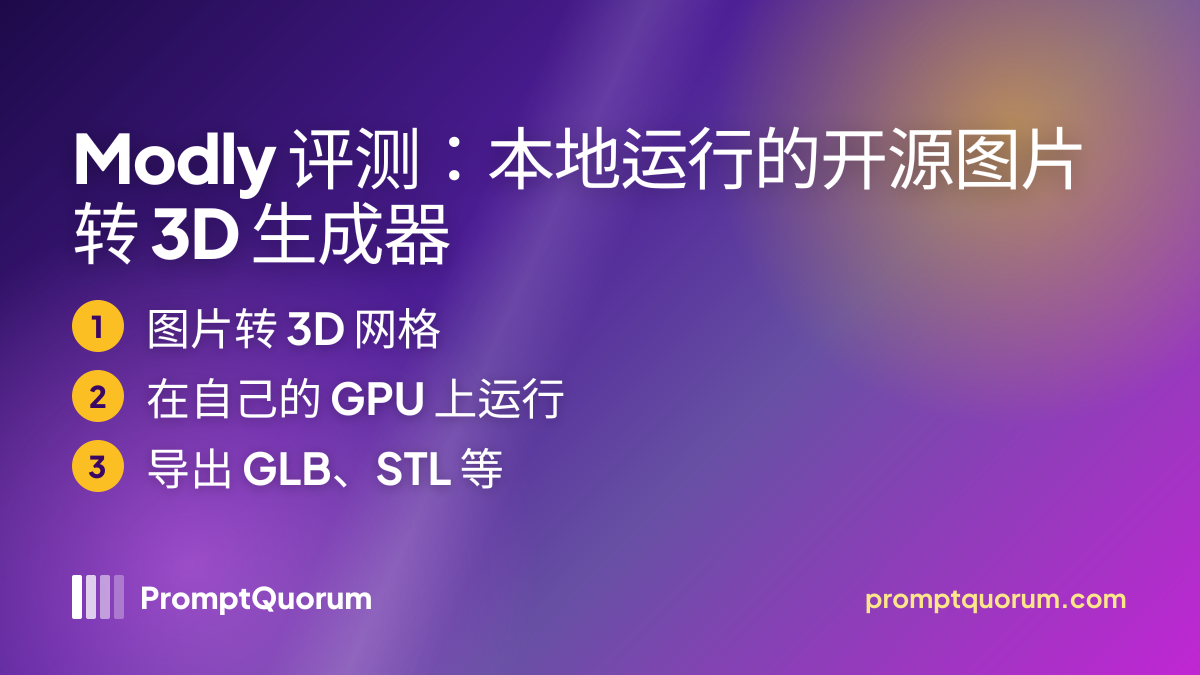 Modly 评测：本地运行的开源图片
转 3D 生成器
1 图片转 3D 网格
2 在自己的 GPU 上运行
3 导出 GLB、STL 等
PromptQuorum
promptquorum.com